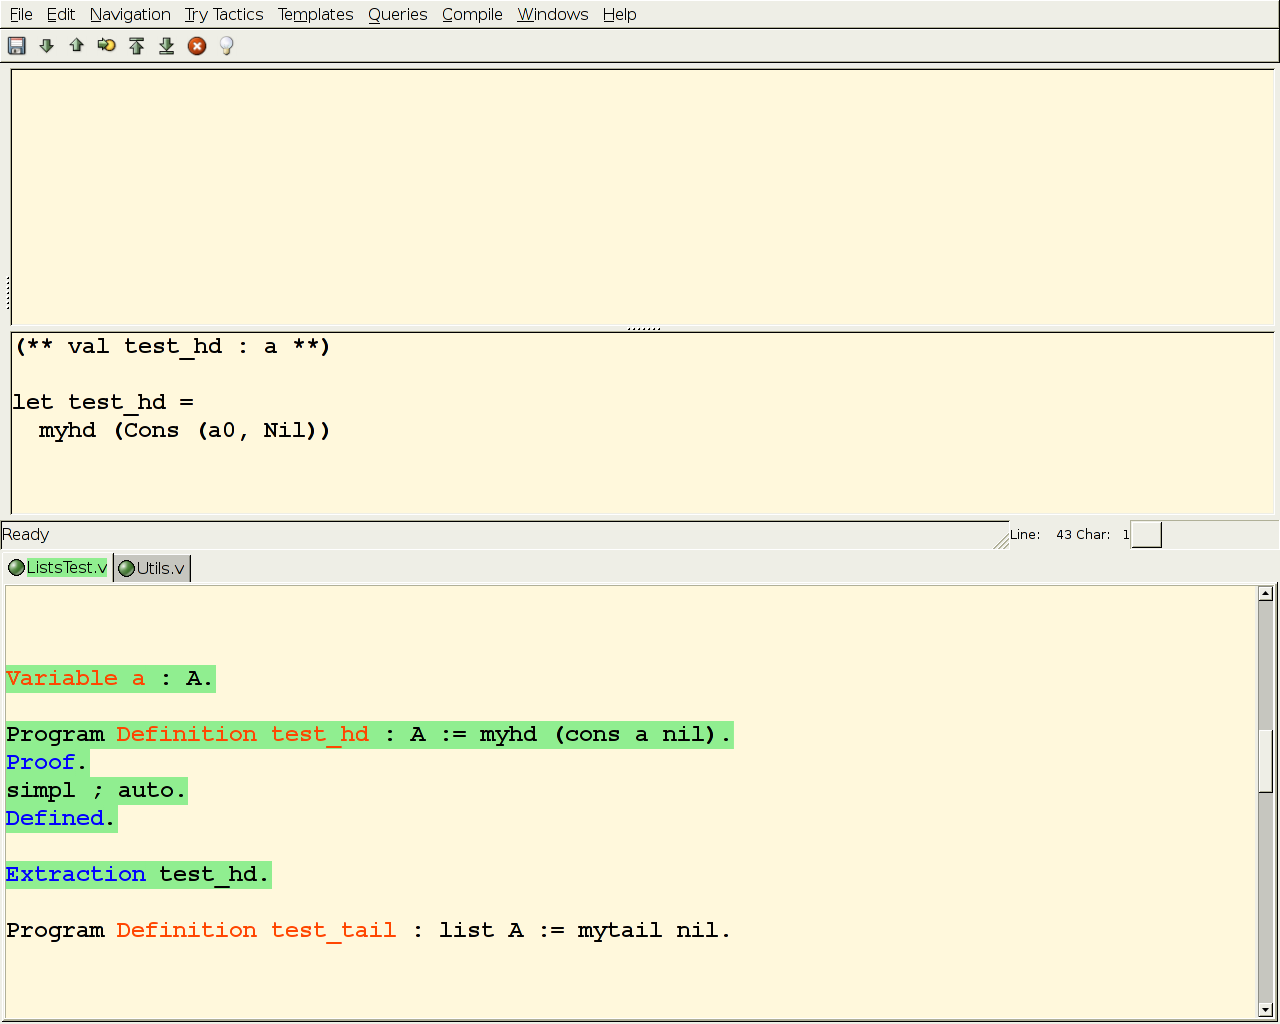 File Edit Navigation Try Tactics Templates Queries Compile Windows Help
(** val test_hd : a **)
let test_hd =
  myhd (Cons (a0, Nil))
Ready
Line: 43 Char: 1
ListsTest.v Utils.v
Variable a : A.
Program Definition test_hd : A := myhd (cons a nil).
Proof.
simpl ; auto.
Defined.
Extraction test_hd.
Program Definition test_tail : list A := mytail nil.